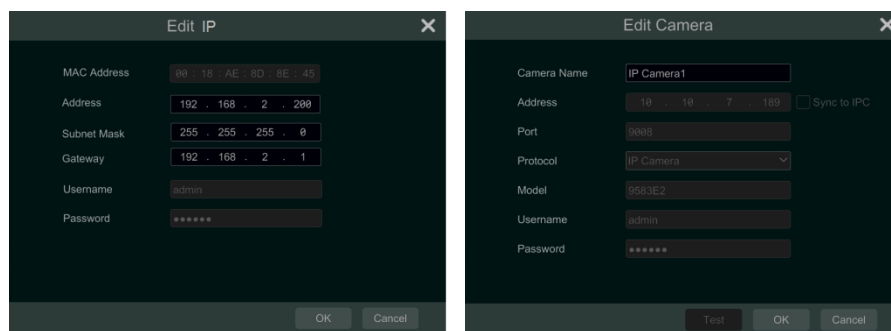 Edit IP
MAC Address 00 : 18 : AE : 8D : 8E : 45
Address 192 . 168 . 2 . 200
Subnet Mask 255 . 255 . 255 . 0
Gateway 192 . 168 . 2 . 1
Username admin
Password ●●●●●●
OK Cancel
Edit Camera
Camera Name IP Camera1
Address 10 . 10 . 7 . 189 Sync to IPC
Port 9008
Protocol IP Camera
Model 9583E2
Username admin
Password ●●●●●●
Test OK Cancel